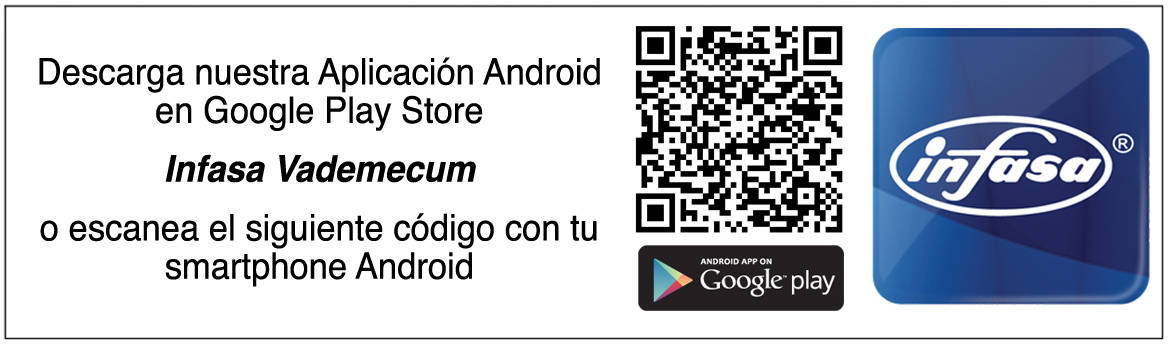 Descarga nuestra Aplicación Android
en Google Play Store
Infasa Vademecum
o escanea el siguiente código con tu
smartphone Android
ANDROID APP ON
Google play
infasa®